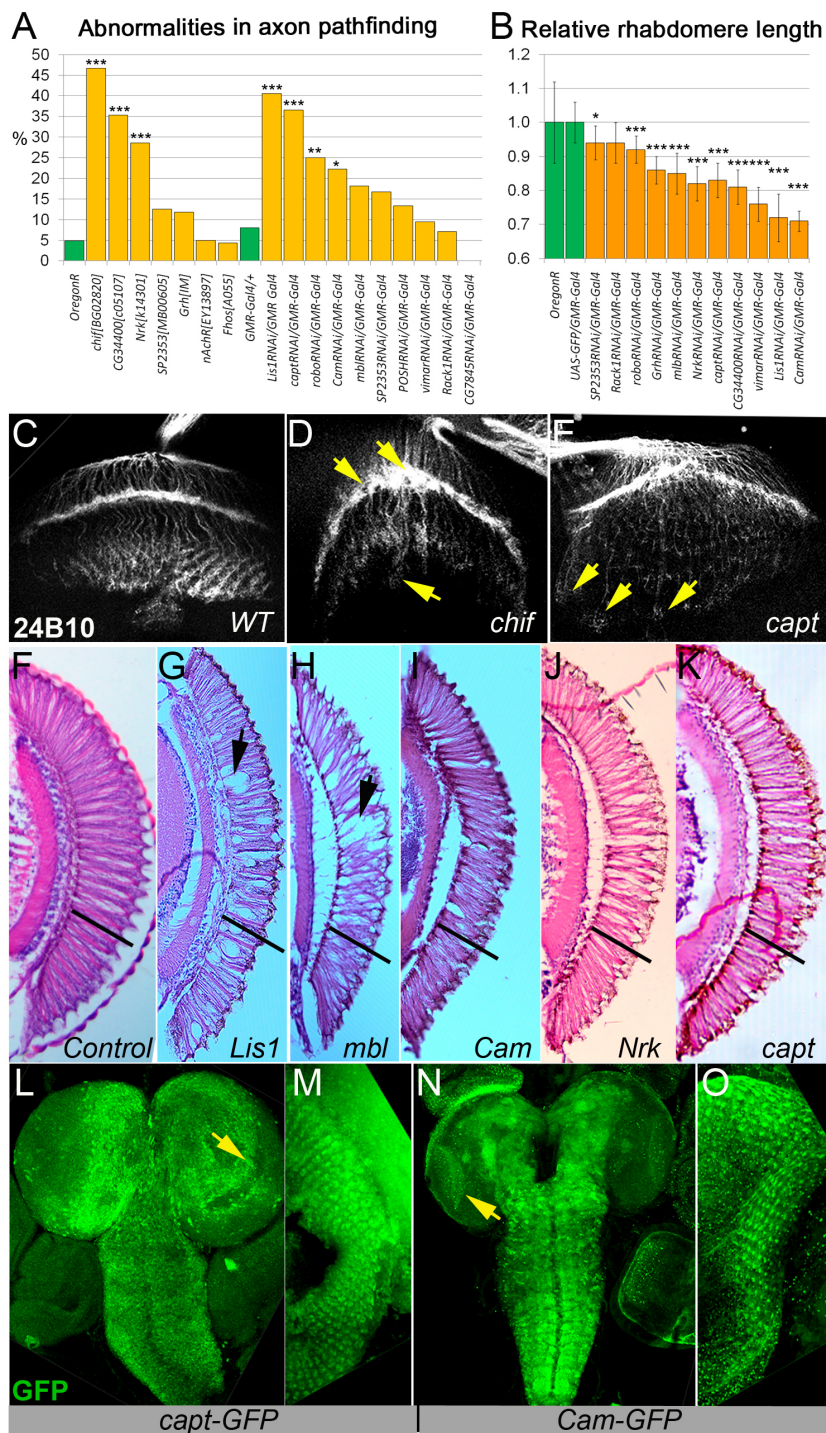 A Abnormalities in axon pathfinding
50
45
40
35
%
30
25
20
15
10
5
0
***
***
***
***
***
**
*
OregonR
chif[BG02820]
CG34400[c05107]
Nrk[k14301]
SP2353[MB00605]
Grh[IM]
nAchR[EY13897]
Fhos[A055]
GMR-Gal4/+
Lis1RNAi/GMR Gal4
captRNAi/GMR-Gal4
roboRNAi/GMR-Gal4
CamRNAi/GMR-Gal4
mblRNAi/GMR-Gal4
SP2353RNAi/GMR-Gal4
POSHRNAi/GMR-Gal4
vimarRNAi/GMR-Gal4
Rack1RNAi/GMR-Gal4
CG7845RNAi/GMR-Gal4
B Relative rhabdomere length
1.2
1.1
1.0
0.9
0.8
0.7
0.6
*
***
***
***
***
***
***
***
***
***
OregonR
UAS-GFP/GMR-Gal4
SP2353RNAi/GMR-Gal4
Rack1RNAi/GMR-Gal4
roboRNAi/GMR-Gal4
GrhRNAi/GMR-Gal4
mlbRNAi/GMR-Gal4
NrkRNAi/GMR-Gal4
captRNAi/GMR-Gal4
CG34400RNAi/GMR-Gal4
vimarRNAi/GMR-Gal4
Lis1RNAi/GMR-Gal4
CamRNAi/GMR-Gal4
C
24B10
WT
D
chif
E
capt
F
Control
G
Lis1
H
mbl
I
Cam
J
Nrk
K
capt
L
GFP
M
N
O
capt-GFP
Cam-GFP